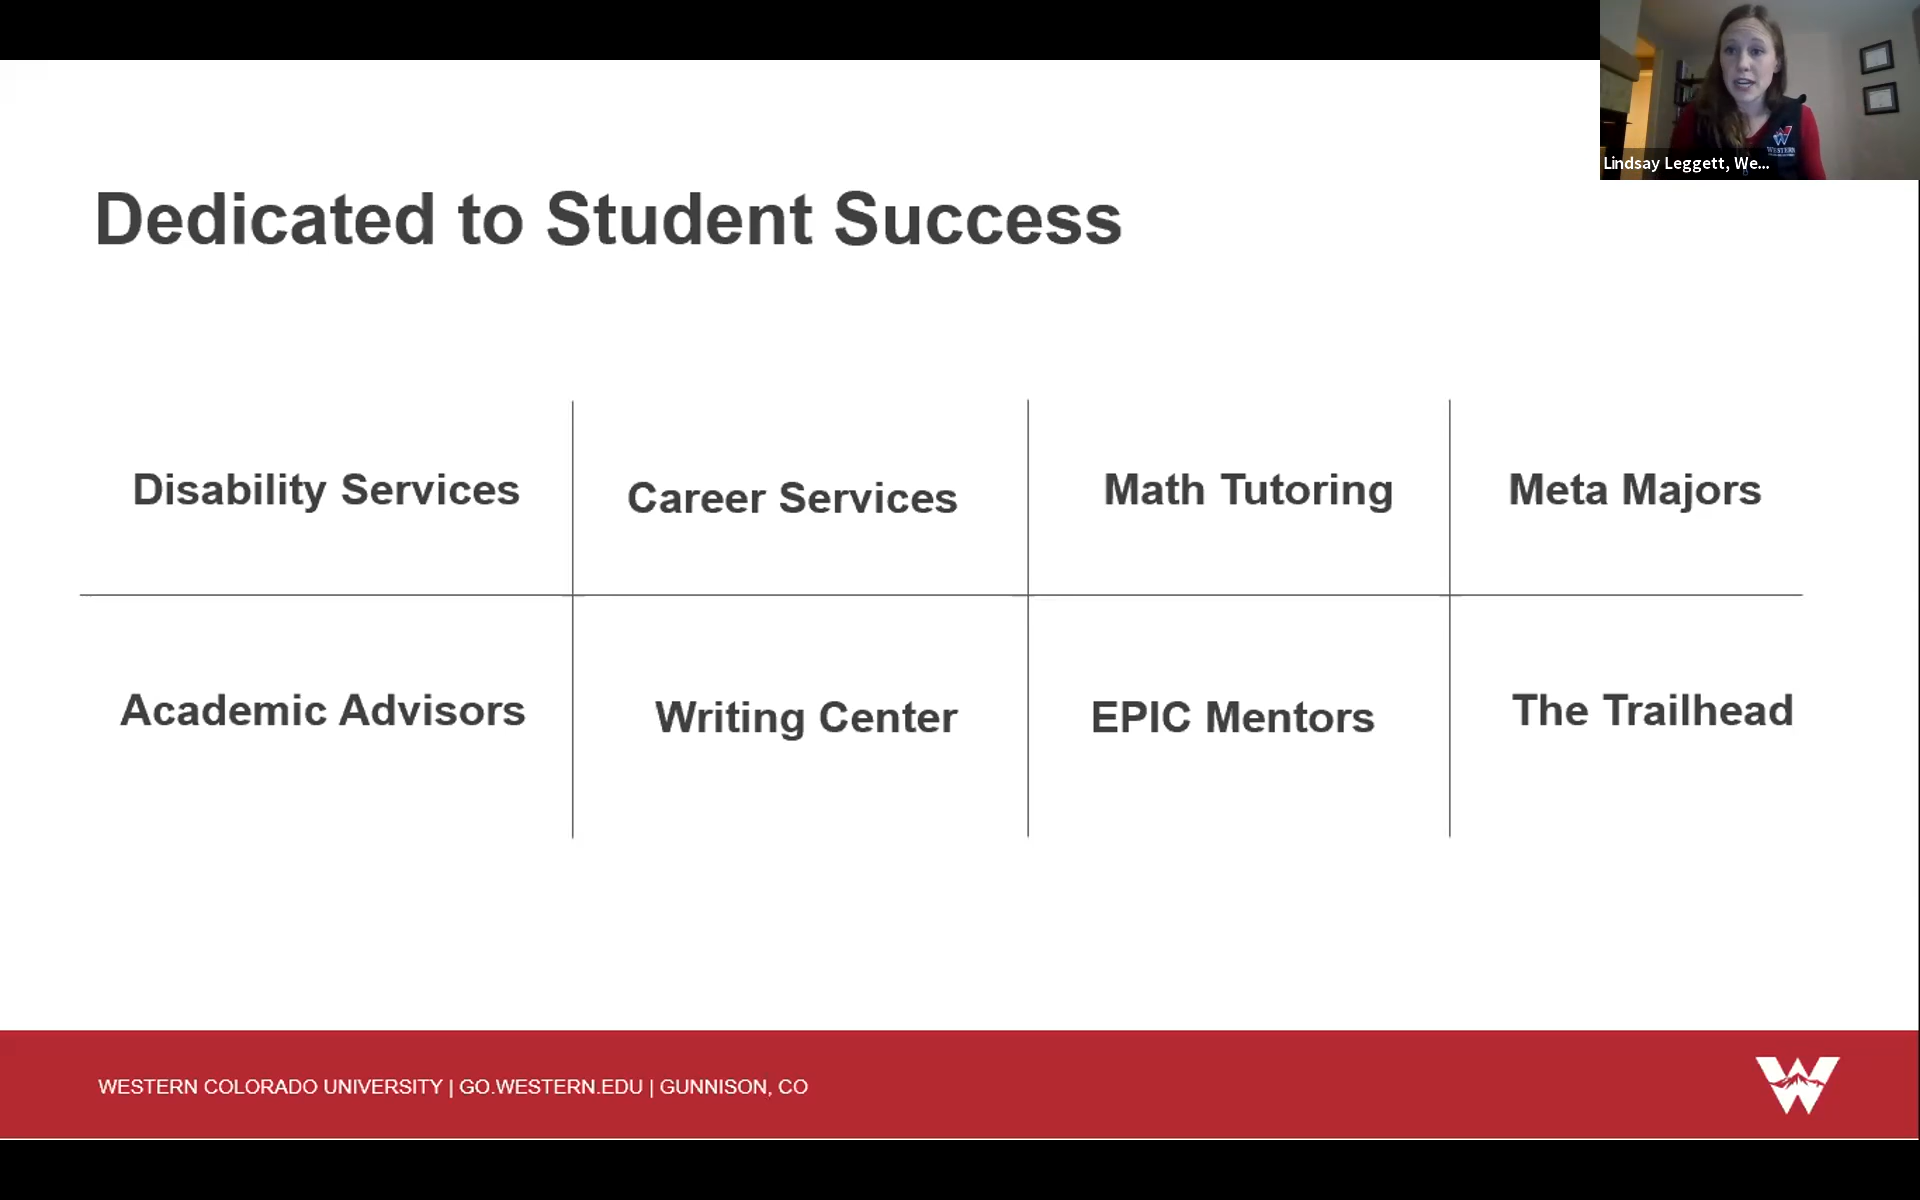 Lindsay Leggett, We...
Dedicated to Student Success
Disability Services
Career Services
Math Tutoring
Meta Majors
Academic Advisors
Writing Center
EPIC Mentors
The Trailhead
WESTERN COLORADO UNIVERSITY | GO.WESTERN.EDU | GUNNISON, CO
W
WESTERN